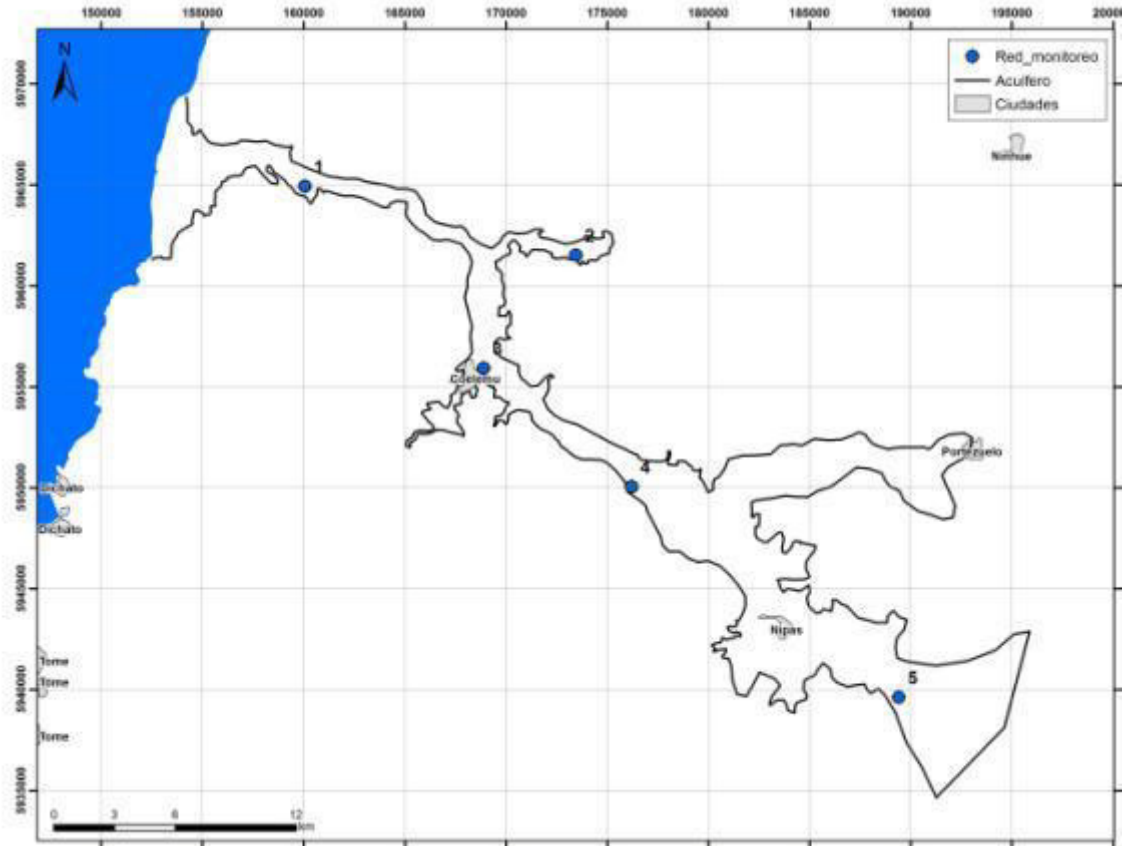 150000 155000 160000 165000 170000 175000 180000 185000 190000 195000 20000
N
Red_monitoreo
Acuífero
Ciudades
5970000
Ninhue
1
5965000
2
5960000
3
5955000
Coelemu
Portezuelo
4
5950000
Dichato
Dichato
5945000
Nipas
Tome
Tome
5940000
5
Tome
5935000
0 3 6 12
km